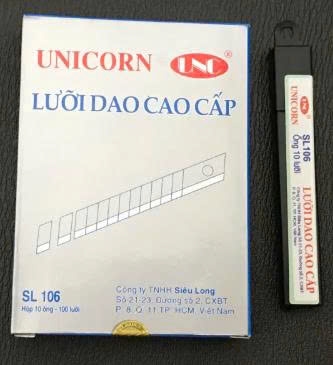 UNICORN UNC ®
LƯỠI DAO CAO CẤP
SL 106
Hộp 10 ống - 100 lưỡi
Công ty TNHH Siêu Long
Số 21-23, Đường số 2, CXBT
P. 8, Q. 11 TP. HCM, Việt Nam
UNICORN UNC
SL106
Ống 10 lưỡi
LƯỠI DAO CAO CẤP